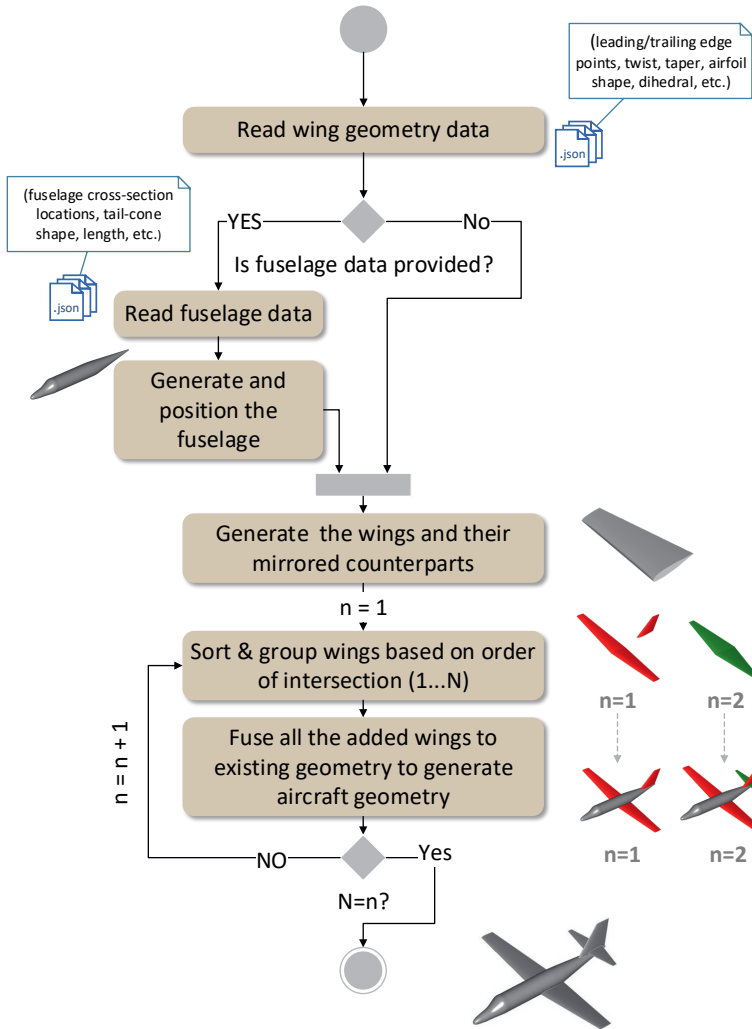 (leading/trailing edge
points, twist, taper, airfoil
shape, dihedral, etc.)
Read wing geometry data
.json
(fuselage cross-section
locations, tail-cone
shape, length, etc.)
YES
No
Is fuselage data provided?
.json
Read fuselage data
Generate and
position the
fuselage
Generate  the wings and their
mirrored counterparts
n = 1
Sort & group wings based on order
of intersection (1...N)
n=1
n=2
n = n + 1
Fuse all the added wings to
existing geometry to generate
aircraft geometry
n=1
n=2
NO
Yes
N=n?